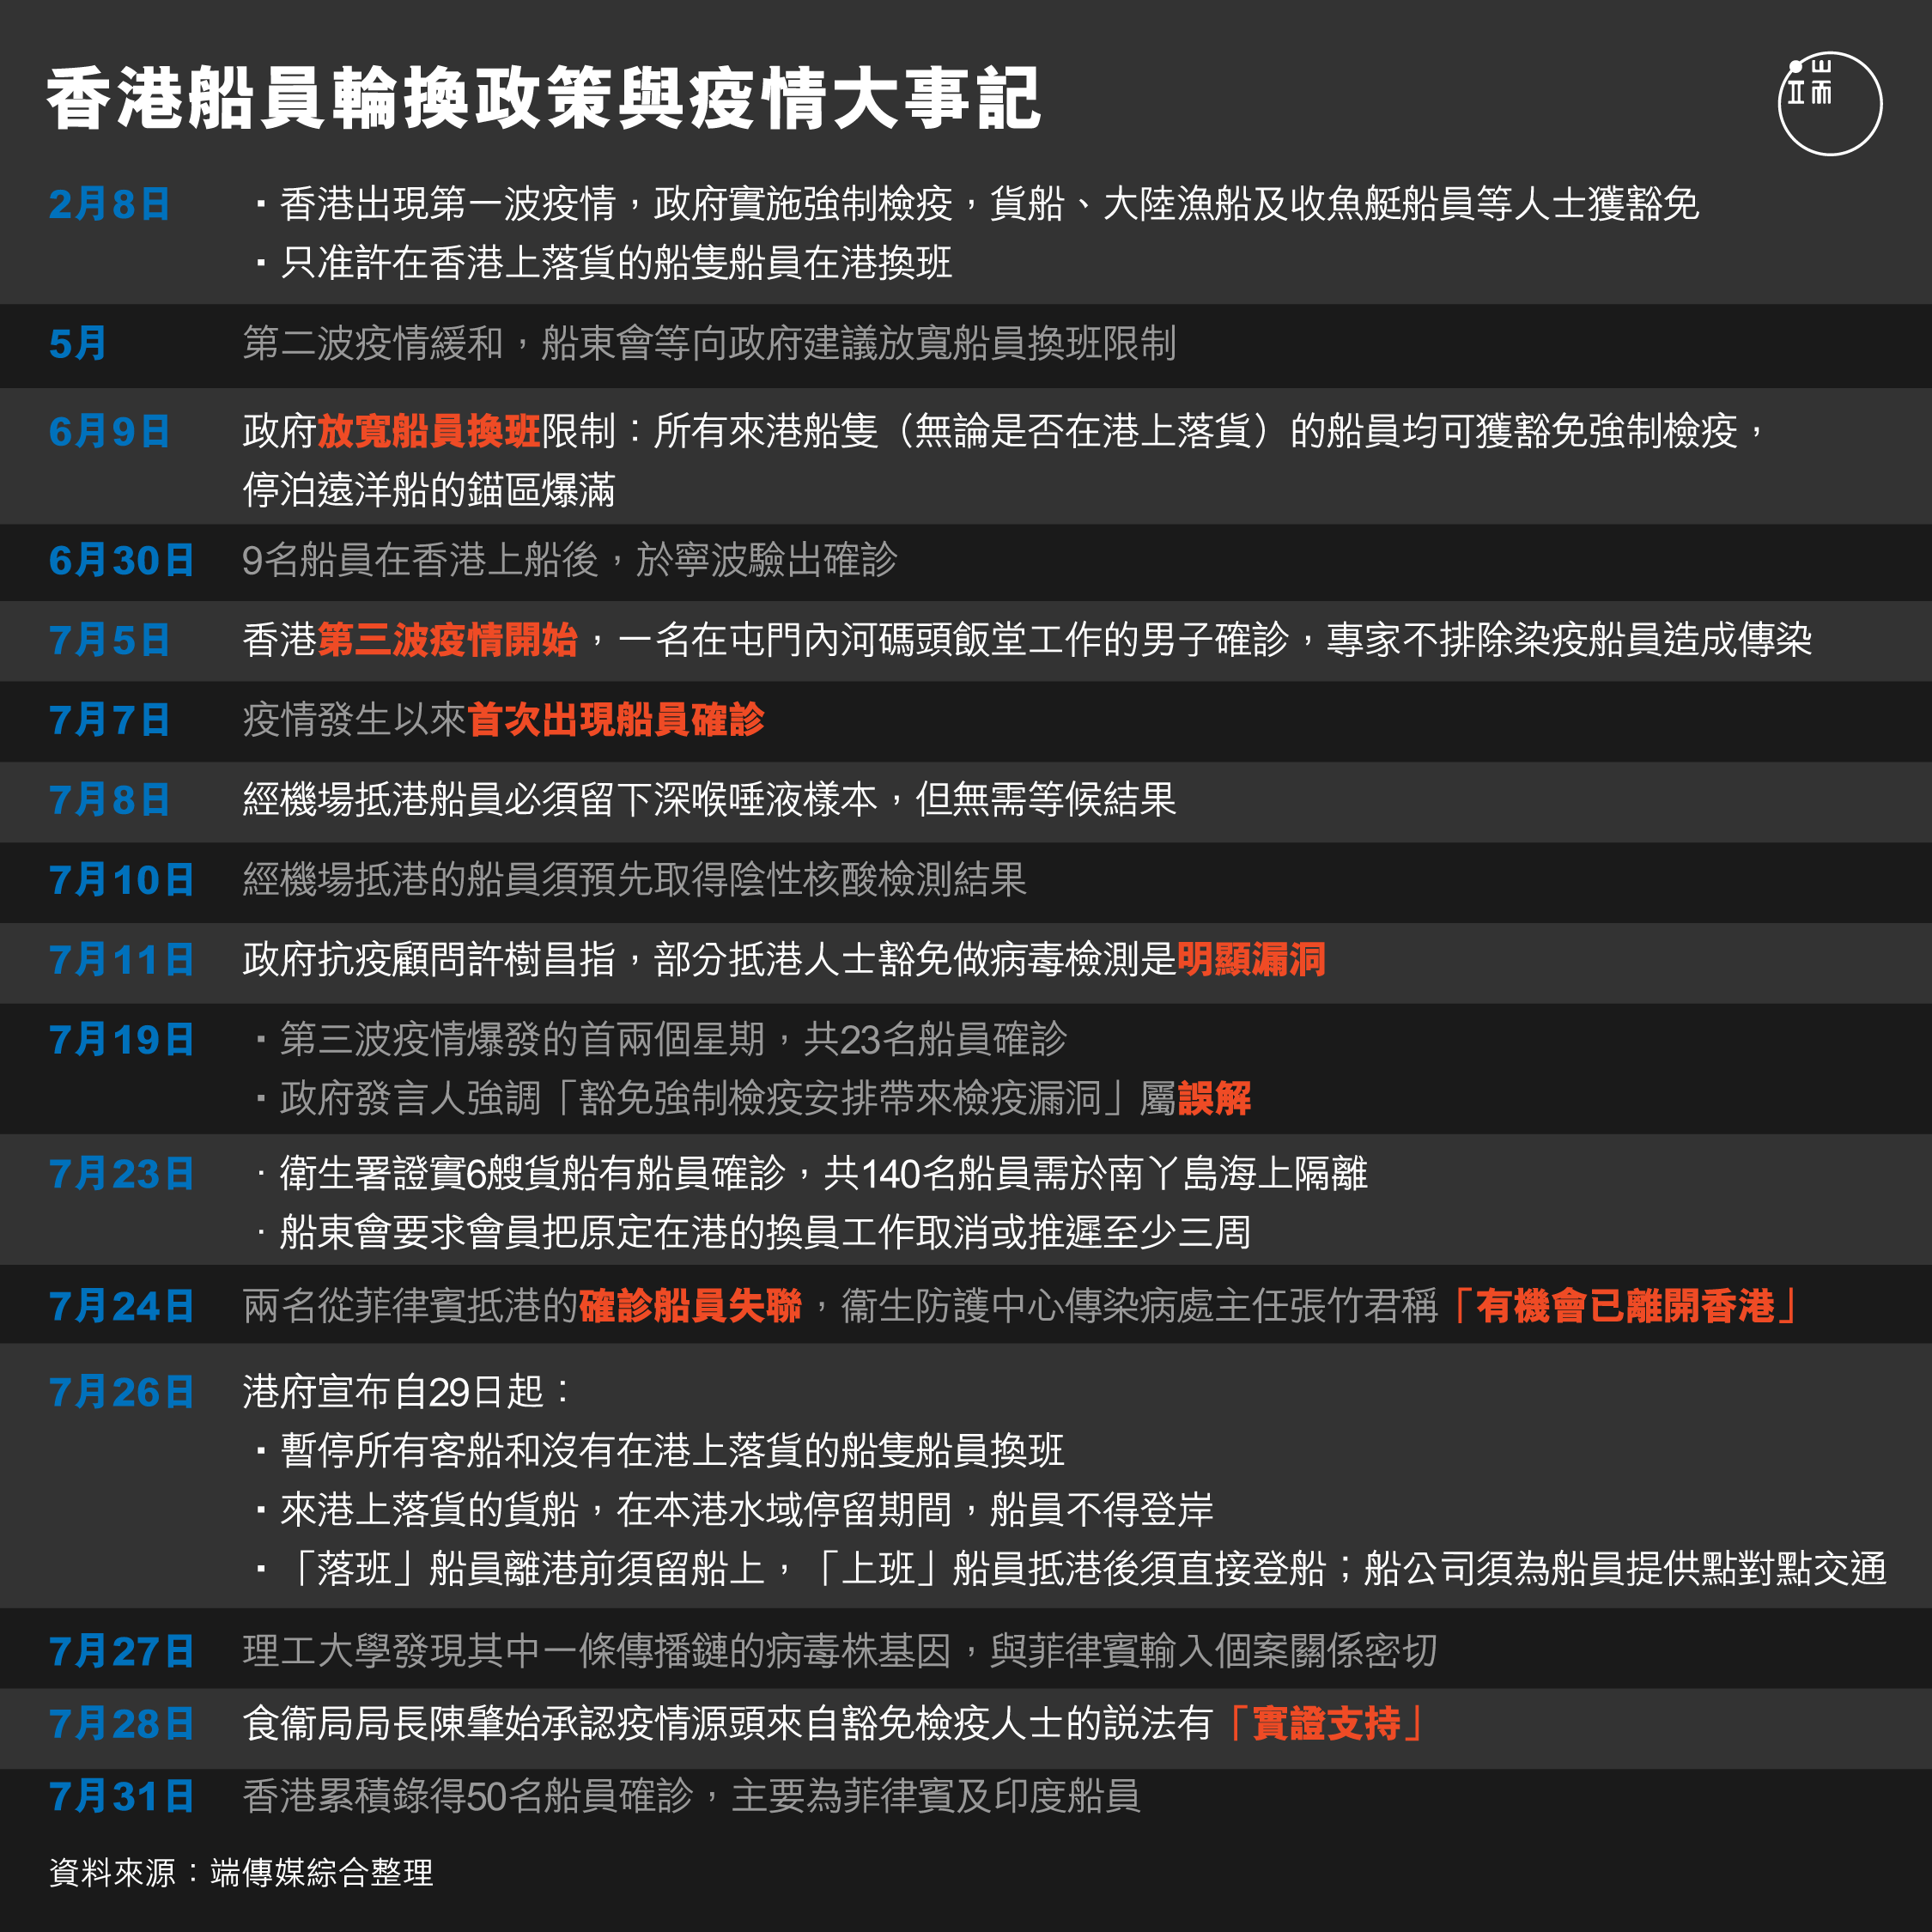 香港船員輪換政策與疫情大事記
端
2月8日 ・香港出現第一波疫情，政府實施強制檢疫，貨船、大陸漁船及收魚艇船員等人士獲豁免
・只准許在香港上落貨的船隻船員在港換班
5月 第二波疫情緩和，船東會等向政府建議放寬船員換班限制
6月9日 政府放寬船員換班限制：所有來港船隻（無論是否在港上落貨）的船員均可獲豁免強制檢疫，
停泊遠洋船的錨區爆滿
6月30日 9名船員在香港上船後，於寧波驗出確診
7月5日 香港第三波疫情開始，一名在屯門內河碼頭飯堂工作的男子確診，專家不排除染疫船員造成傳染
7月7日 疫情發生以來首次出現船員確診
7月8日 經機場抵港船員必須留下深喉唾液樣本，但無需等候結果
7月10日 經機場抵港的船員須預先取得陰性核酸檢測結果
7月11日 政府抗疫顧問許樹昌指，部分抵港人士豁免做病毒檢測是明顯漏洞
7月19日 ・第三波疫情爆發的首兩個星期，共23名船員確診
・政府發言人強調「豁免強制檢疫安排帶來檢疫漏洞」屬誤解
7月23日 ・衛生署證實6艘貨船有船員確診，共140名船員需於南丫島海上隔離
・船東會要求會員把原定在港的換員工作取消或推遲至少三周
7月24日 兩名從菲律賓抵港的確診船員失聯，衞生防護中心傳染病處主任張竹君稱「有機會已離開香港」
7月26日 港府宣布自29日起：
・暫停所有客船和沒有在港上落貨的船隻船員換班
・來港上落貨的貨船，在本港水域停留期間，船員不得登岸
・「落班」船員離港前須留船上，「上班」船員抵港後須直接登船；船公司須為船員提供點對點交通
7月27日 理工大學發現其中一條傳播鏈的病毒株基因，與菲律賓輸入個案關係密切
7月28日 食衞局局長陳肇始承認疫情源頭來自豁免檢疫人士的説法有「實證支持」
7月31日 香港累積錄得50名船員確診，主要為菲律賓及印度船員
資料來源：端傳媒綜合整理